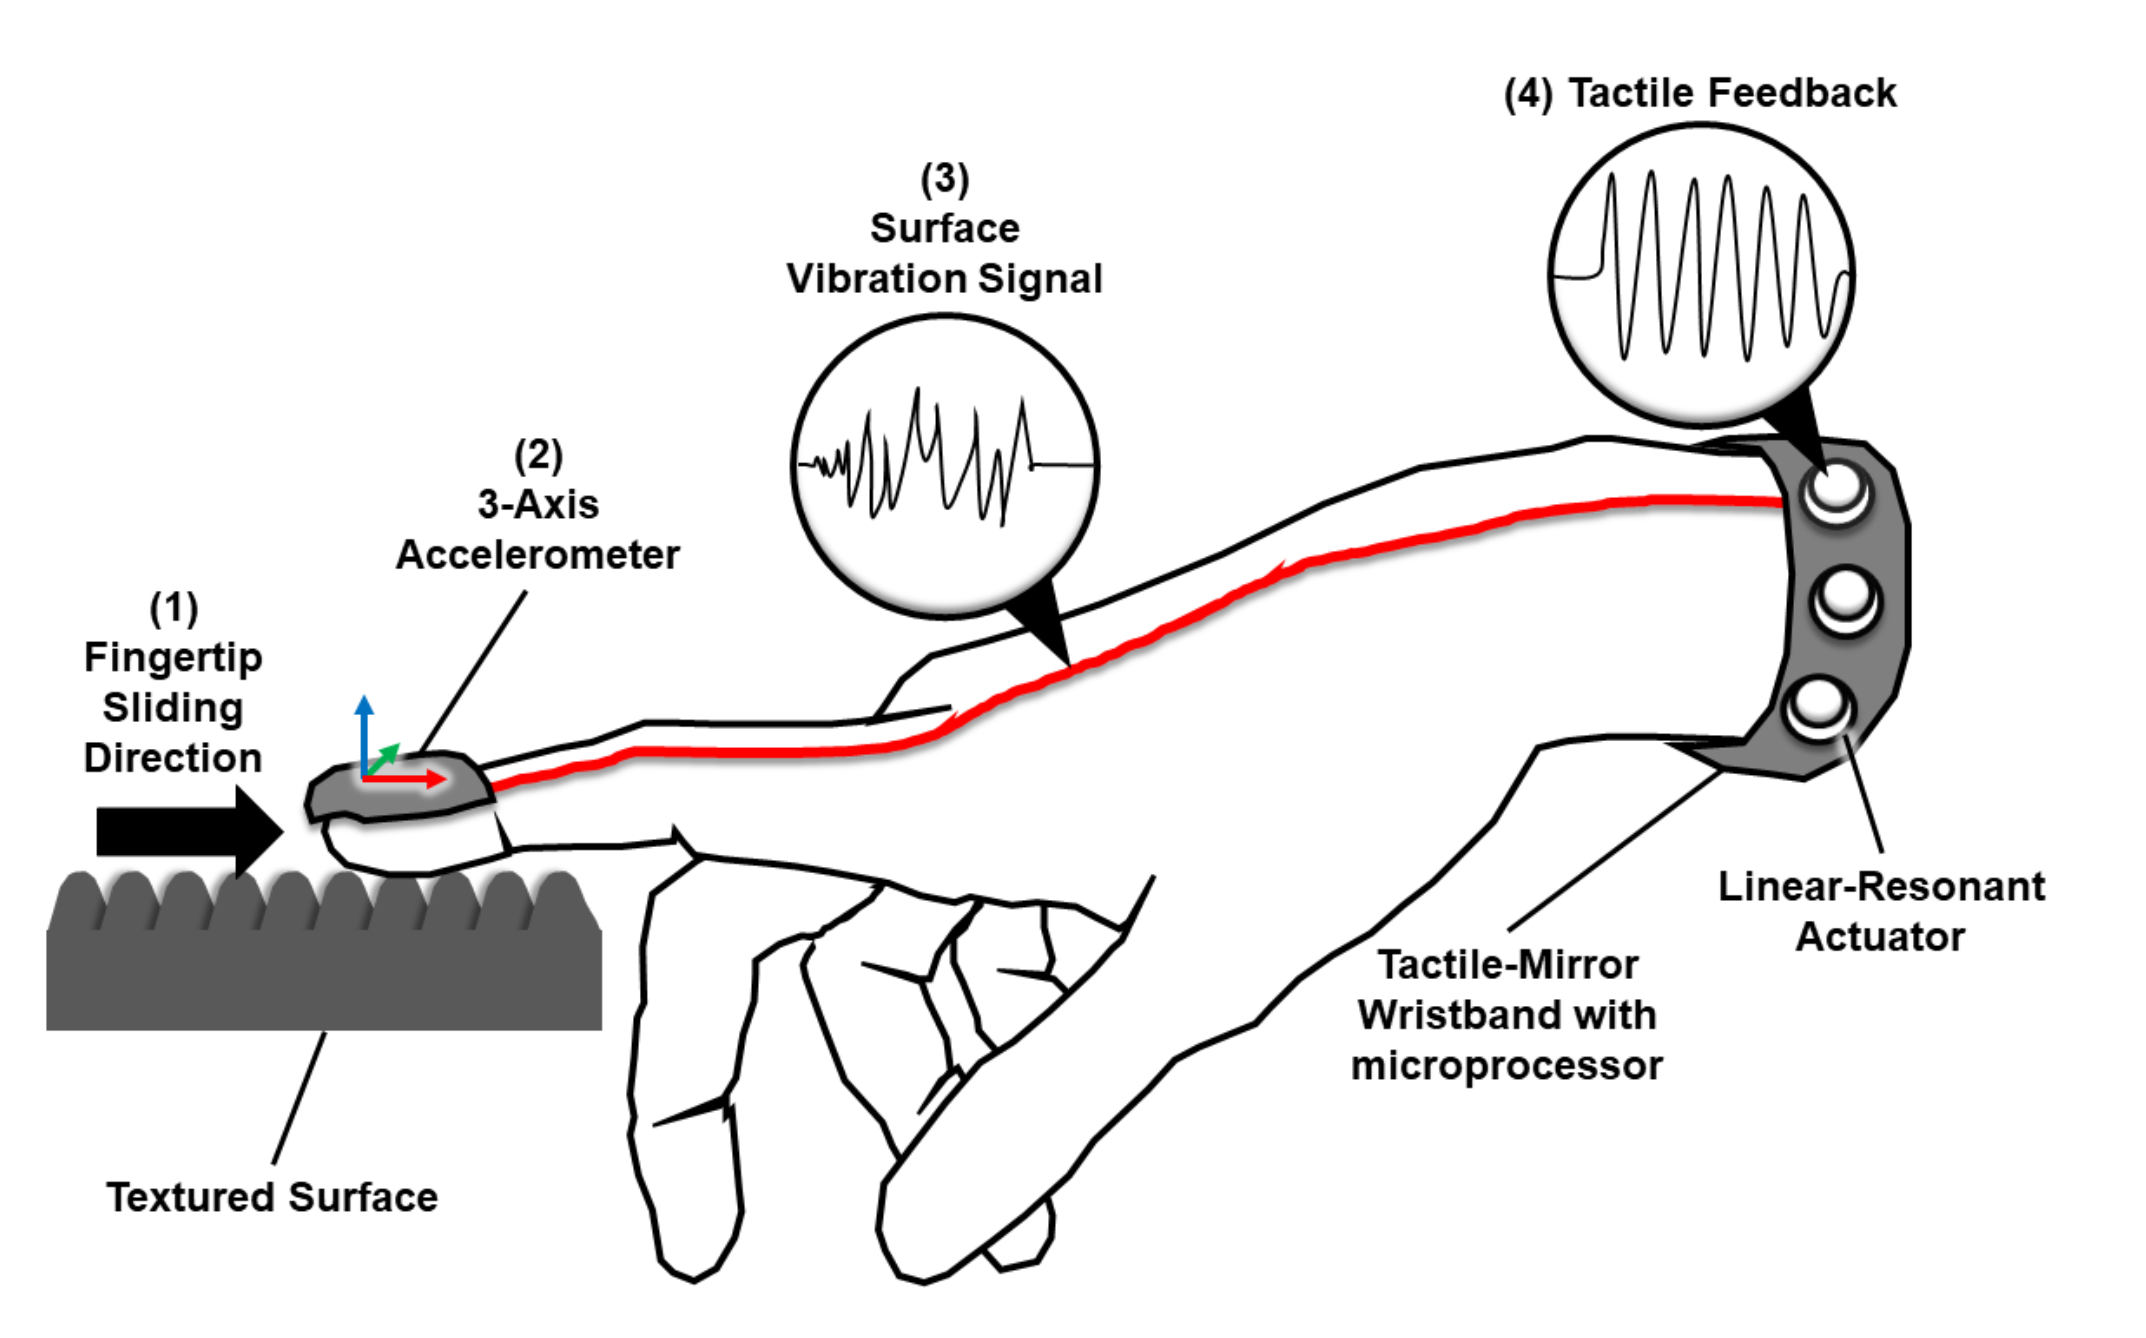 (1)
Fingertip
Sliding
Direction
(2)
3-Axis
Accelerometer
(3)
Surface
Vibration Signal
(4) Tactile Feedback
Textured Surface
Tactile-Mirror
Wristband with
microprocessor
Linear-Resonant
Actuator